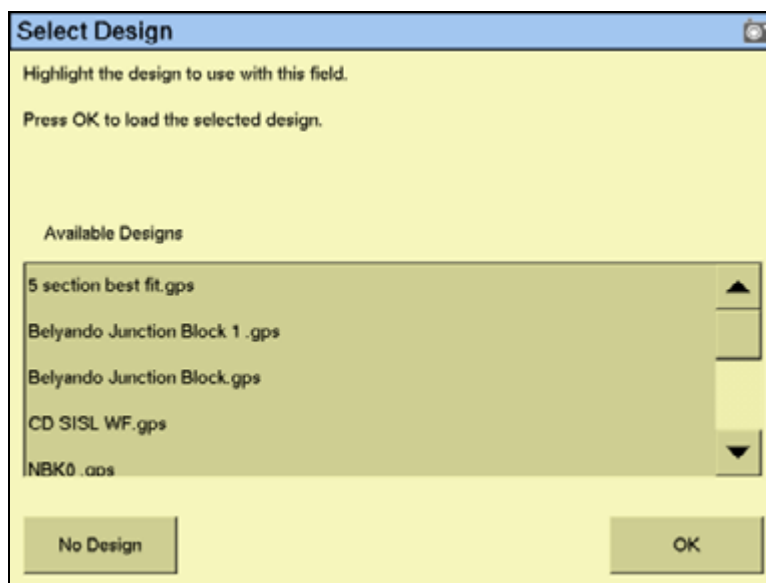 Select Design
Highlight the design to use with this field.
Press OK to load the selected design.
Available Designs
5 section best fit.gps
Belyando Junction Block 1 .gps
Belyando Junction Block.gps
CD SISL WF.gps
NBK0 .gps
No Design
OK